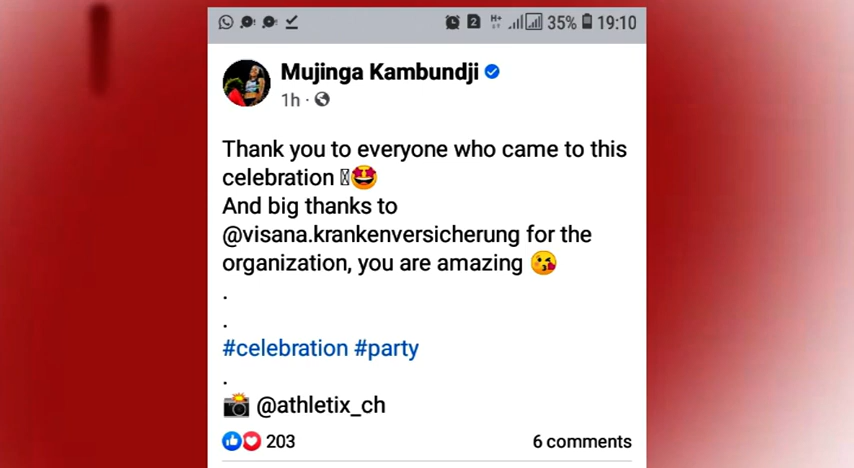 2 H+ 35% 19:10
Mujinga Kambundji
1h ·
Thank you to everyone who came to this
celebration 🤩
And big thanks to
@visana.krankenversicherung for the
organization, you are amazing 😘
.
.
#celebration #party
.
📸 @athletix_ch
203 6 comments